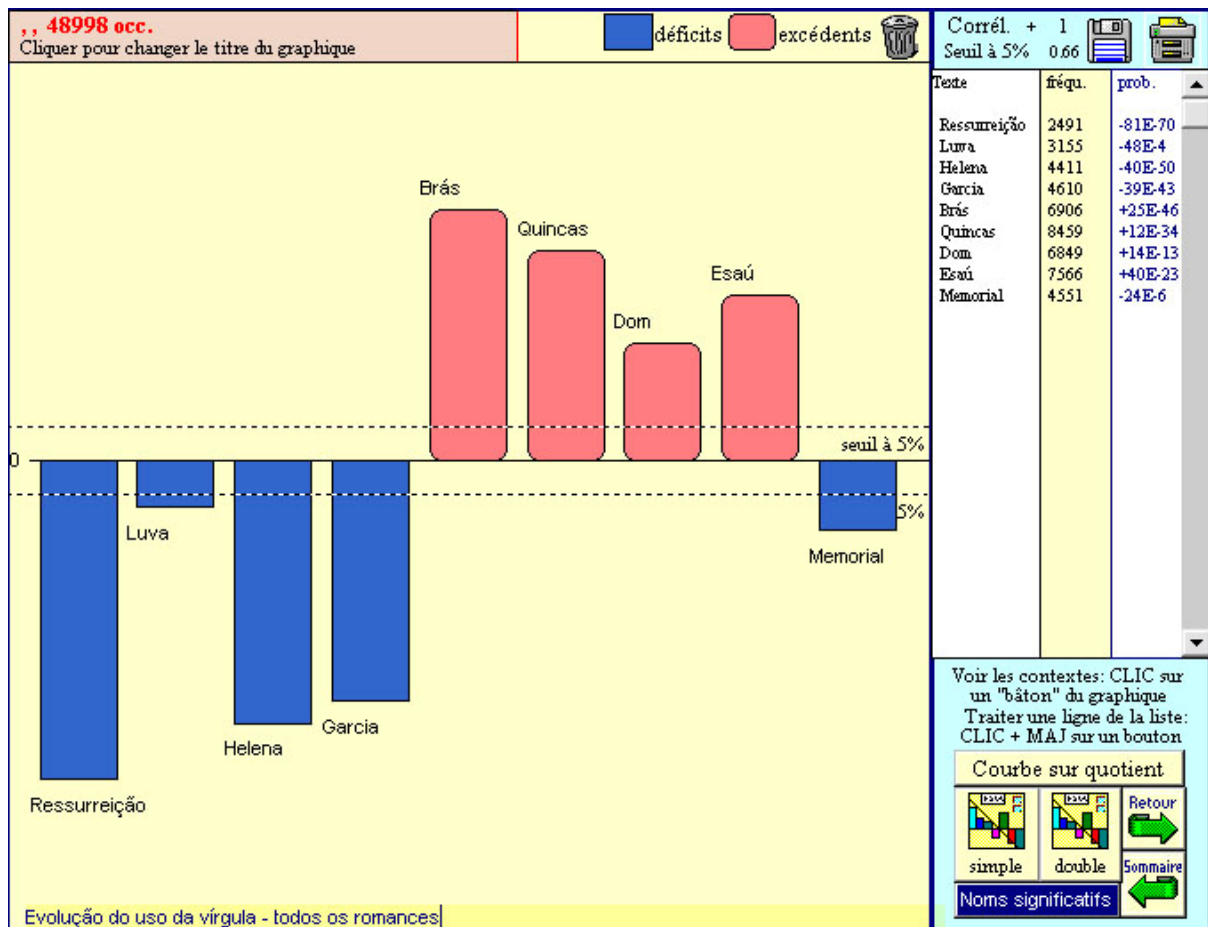 , , 48998 occ.
Cliquer pour changer le titre du graphique
déficits
excédents
Corrél. + 1
Seuil à 5% 0.66
Texte fréqu. prob.
Ressurreição 2491 -81E-70
Luva 3155 -48E-4
Helena 4411 -40E-50
Garcia 4610 -39E-43
Brás 6906 +25E-46
Quincas 8459 +12E-34
Dom 6849 +14E-13
Esaú 7566 +40E-23
Memorial 4551 -24E-6
Brás
Quincas
Esaú
Dom
seuil à 5%
0
5%
Luva
Memorial
Garcia
Helena
Ressurreição
Voir les contextes: CLIC sur
un "bâton" du graphique
Traiter une ligne de la liste:
CLIC + MAJ sur un bouton
Courbe sur quotient
simple
double
Retour
Sommaire
Noms significatifs
Evolução do uso da vírgula - todos os romances